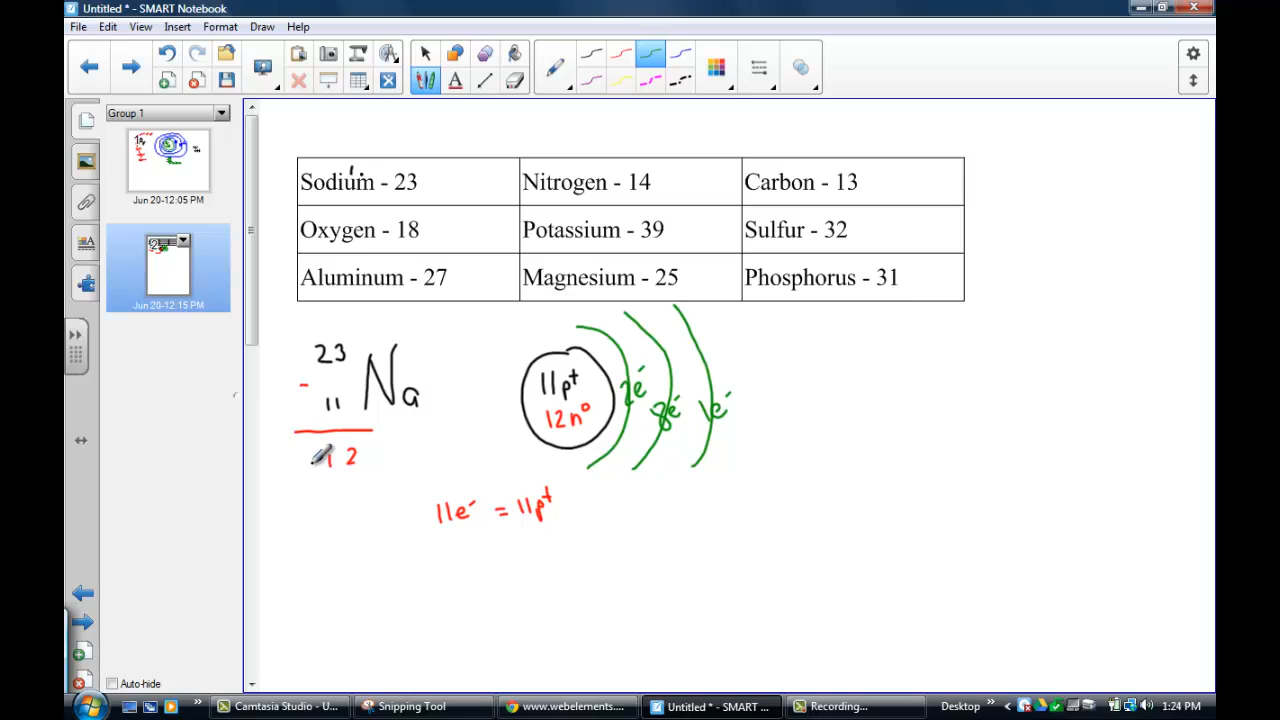 Untitled * - SMART Notebook
File Edit View Insert Format Draw Help
Group 1
Jun 20-12:05 PM
Jun 20-12:15 PM
Sodium - 23 Nitrogen - 14 Carbon - 13
Oxygen - 18 Potassium - 39 Sulfur - 32
Aluminum - 27 Magnesium - 25 Phosphorus - 31
23
- 11 Na
12
11p+
12n0
2e-
8e-
1e-
11e- = 11p+
Auto-hide
Camtasia Studio - U... Snipping Tool www.webelements.... Untitled * - SMART ... Recording... Desktop 1:24 PM